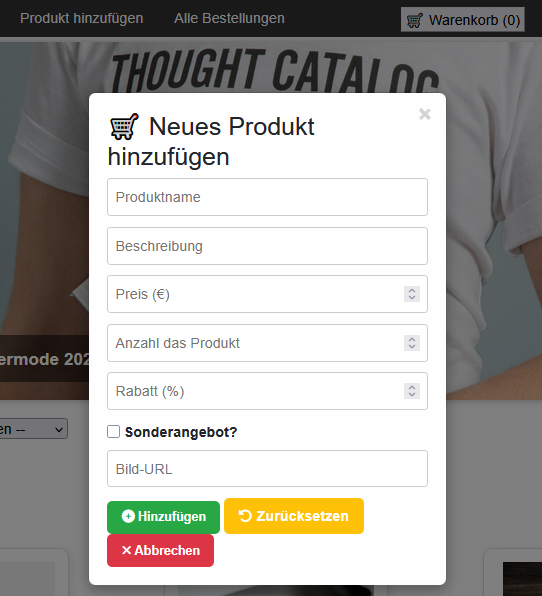 Produkt hinzufügen Alle Bestellungen Warenkorb (0)
THOUGHT CATALOG
×
Neues Produkt
hinzufügen
Produktname
Beschreibung
Preis (€)
Anzahl das Produkt
ermode 202
Rabatt (%)
en --
Sonderangebot?
Bild-URL
Hinzufügen Zurücksetzen
Abbrechen